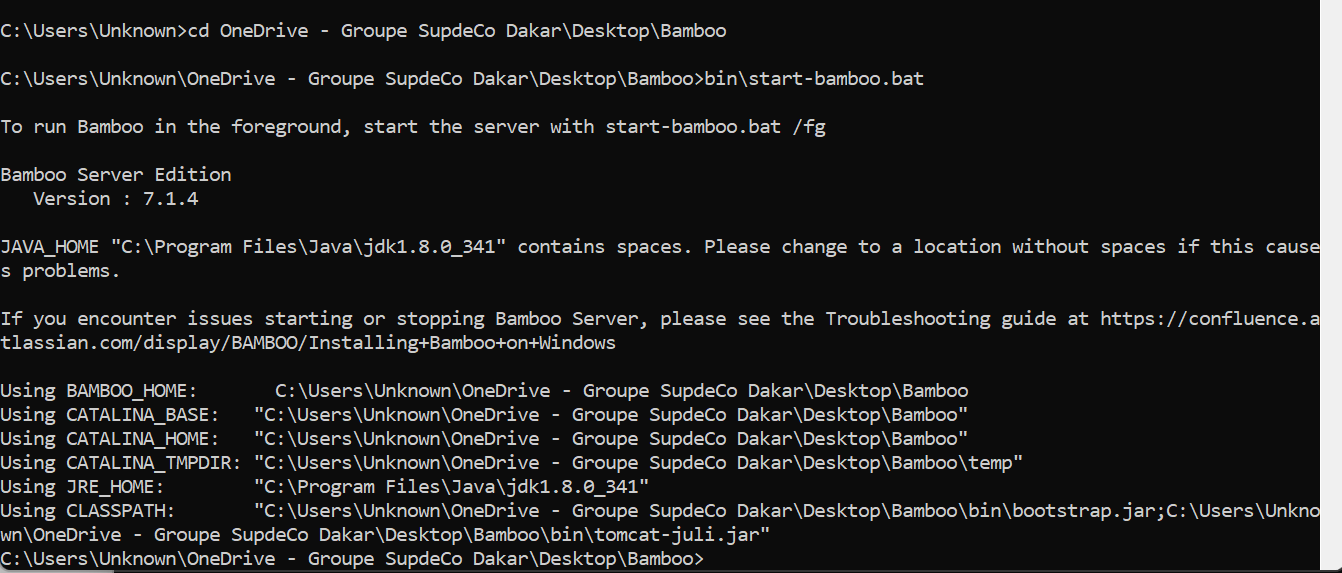 C:\Users\Unknown>cd OneDrive - Groupe SupdeCo Dakar\Desktop\Bamboo
C:\Users\Unknown\OneDrive - Groupe SupdeCo Dakar\Desktop\Bamboo>bin\start-bamboo.bat
To run Bamboo in the foreground, start the server with start-bamboo.bat /fg
Bamboo Server Edition
   Version : 7.1.4
JAVA_HOME "C:\Program Files\Java\jdk1.8.0_341" contains spaces. Please change to a location without spaces if this cause
s problems.
If you encounter issues starting or stopping Bamboo Server, please see the Troubleshooting guide at https://confluence.a
tlassian.com/display/BAMBOO/Installing+Bamboo+on+Windows
Using BAMBOO_HOME:       C:\Users\Unknown\OneDrive - Groupe SupdeCo Dakar\Desktop\Bamboo
Using CATALINA_BASE:   "C:\Users\Unknown\OneDrive - Groupe SupdeCo Dakar\Desktop\Bamboo"
Using CATALINA_HOME:   "C:\Users\Unknown\OneDrive - Groupe SupdeCo Dakar\Desktop\Bamboo"
Using CATALINA_TMPDIR: "C:\Users\Unknown\OneDrive - Groupe SupdeCo Dakar\Desktop\Bamboo\temp"
Using JRE_HOME:        "C:\Program Files\Java\jdk1.8.0_341"
Using CLASSPATH:       "C:\Users\Unknown\OneDrive - Groupe SupdeCo Dakar\Desktop\Bamboo\bin\bootstrap.jar;C:\Users\Unkno
wn\OneDrive - Groupe SupdeCo Dakar\Desktop\Bamboo\bin\tomcat-juli.jar"
C:\Users\Unknown\OneDrive - Groupe SupdeCo Dakar\Desktop\Bamboo>